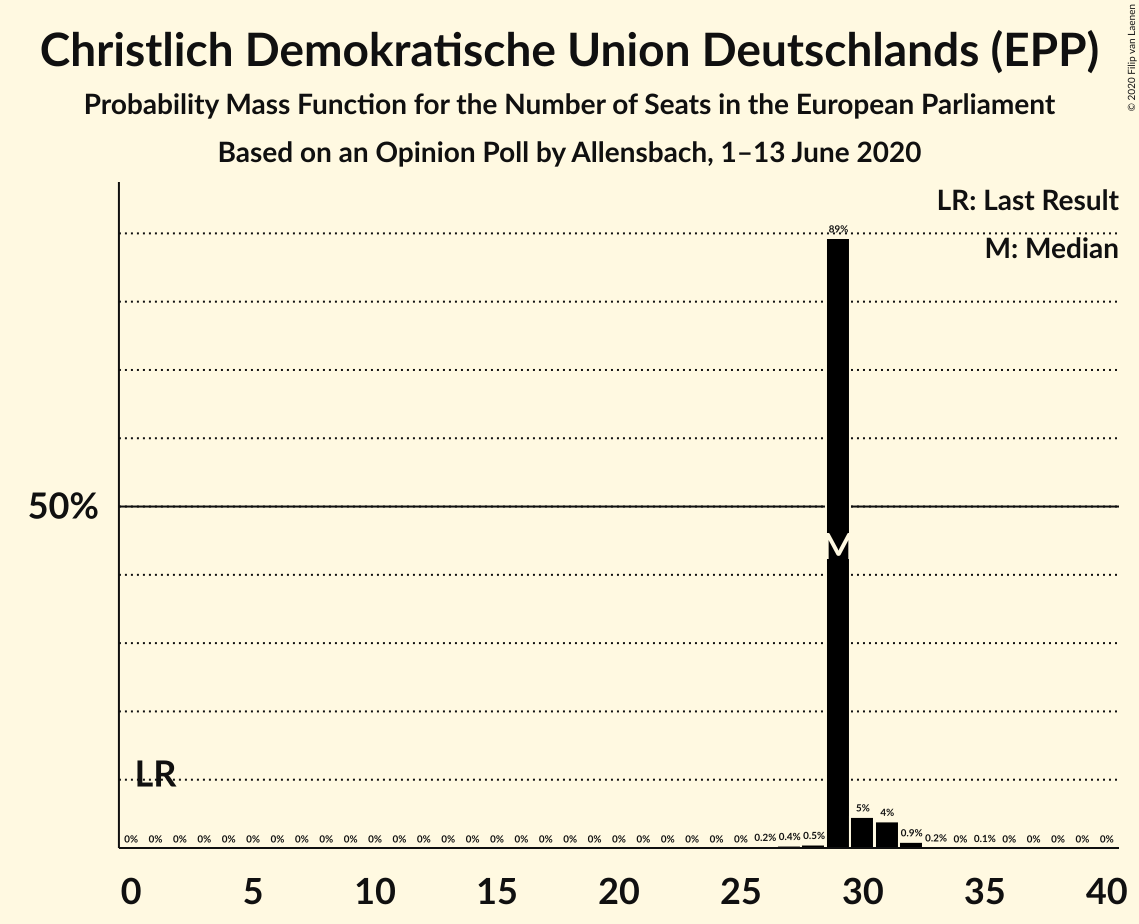 Christlich Demokratische Union Deutschlands (EPP)
Probability Mass Function for the Number of Seats in the European Parliament
Based on an Opinion Poll by Allensbach, 1–13 June 2020
© 2020 Filip van Laenen
LR: Last Result
M: Median
89%
50%
M
LR
0% 0% 0% 0% 0% 0% 0% 0% 0% 0% 0% 0% 0% 0% 0% 0% 0% 0% 0% 0% 0% 0% 0% 0% 0% 0% 0.2% 0.4% 0.5% 5% 4% 0.9% 0.2% 0% 0.1% 0% 0% 0% 0% 0%
0 5 10 15 20 25 30 35 40